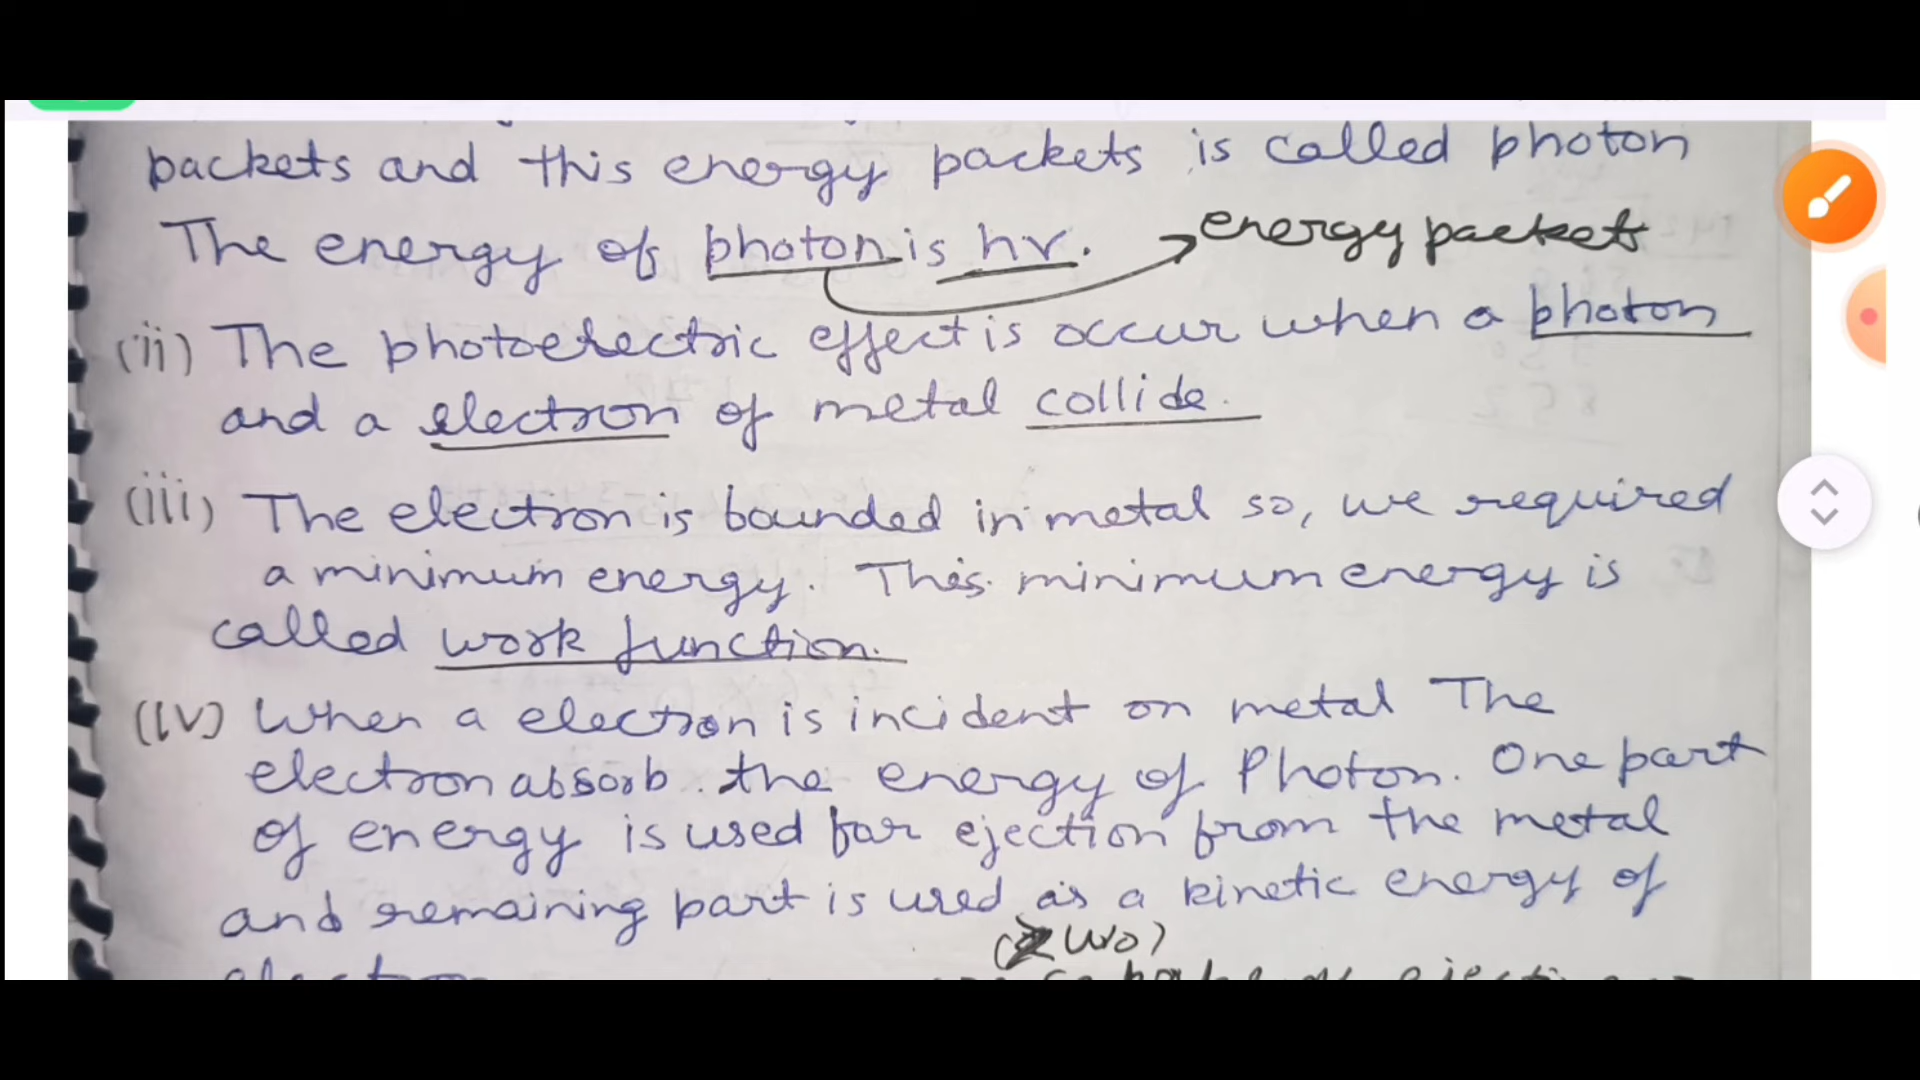 packets and this energy packets is called photon
The energy of photon is hν. → energy packets
(ii) The photoelectric effect is occur when a photon
and a electron of metal collide.
(iii) The electron is bounded in metal so, we required
a minimum energy. This minimum energy is
called work function.
(iv) When a electron is incident on metal The
electron absorb the energy of Photon. One part
of energy is used for ejection from the metal
and remaining part is used as a kinetic energy of
(w0)
electron